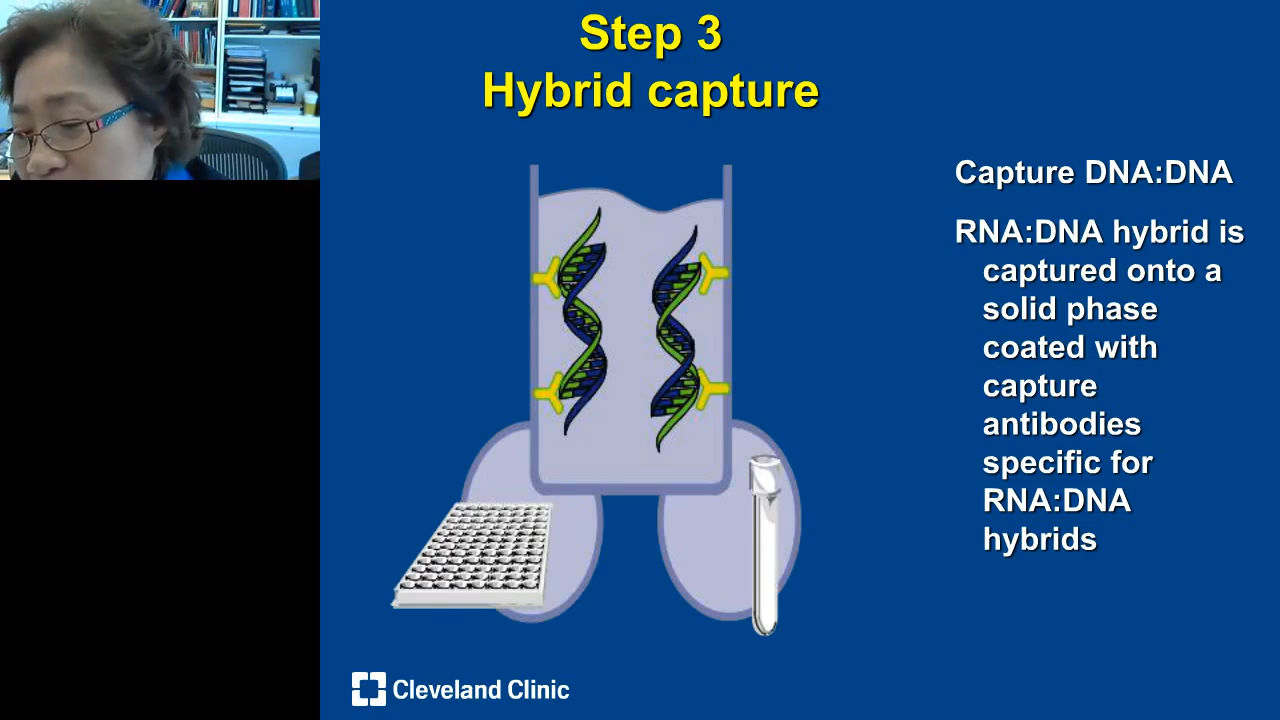 Step 3
Hybrid capture
Capture DNA:DNA
RNA:DNA hybrid is
captured onto a
solid phase
coated with
capture
antibodies
specific for
RNA:DNA
hybrids
Cleveland Clinic